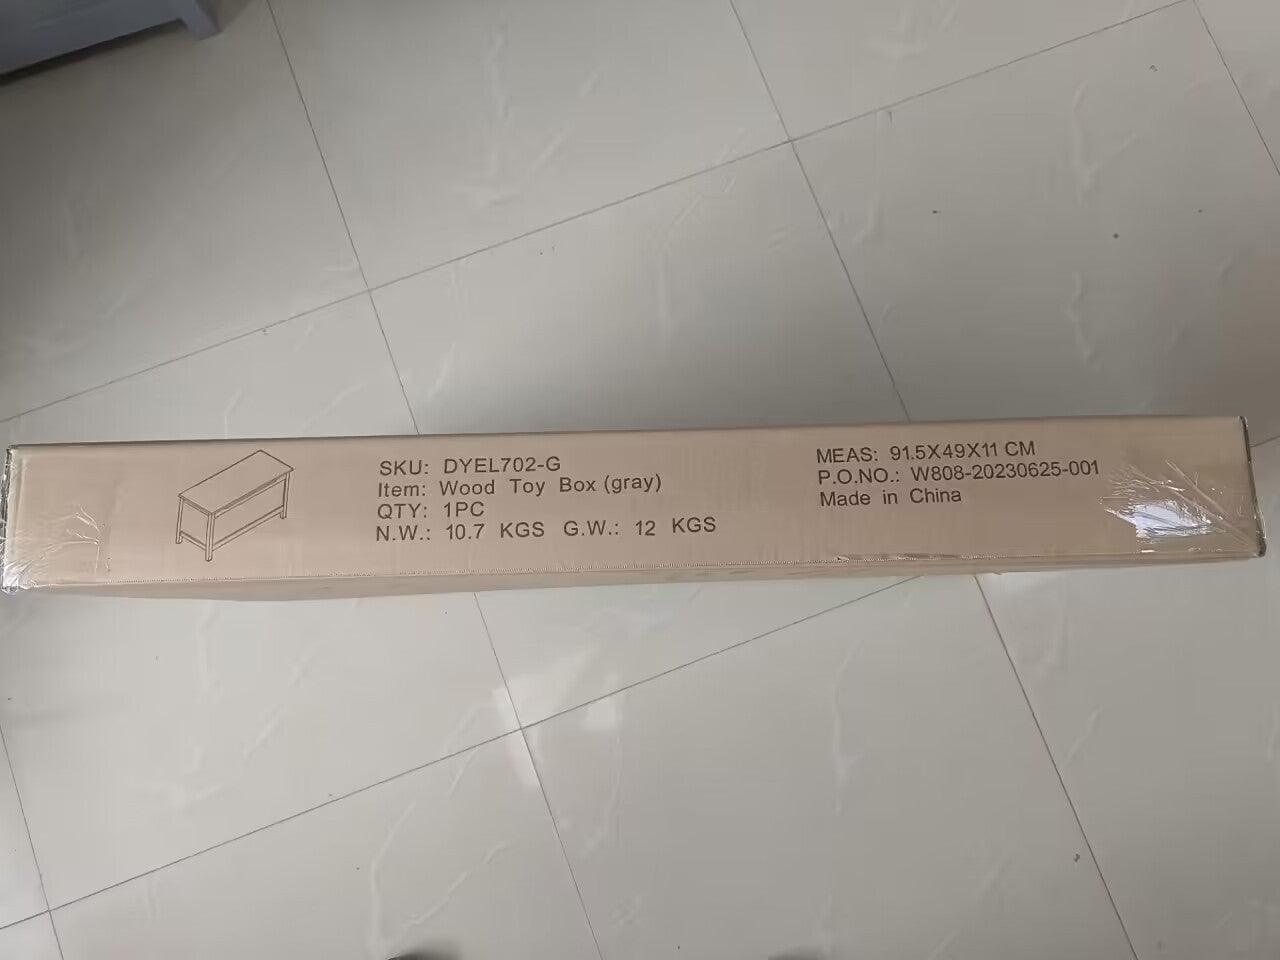 SKU: DYEL702-G
Item: Wood Toy Box (gray)
QTY: 1PC
N.W.: 10.7 KGS G.W.: 12 KGS
MEAS: 91.5X49X11 CM
P.O.NO.: W808-20230625-001
Made in China